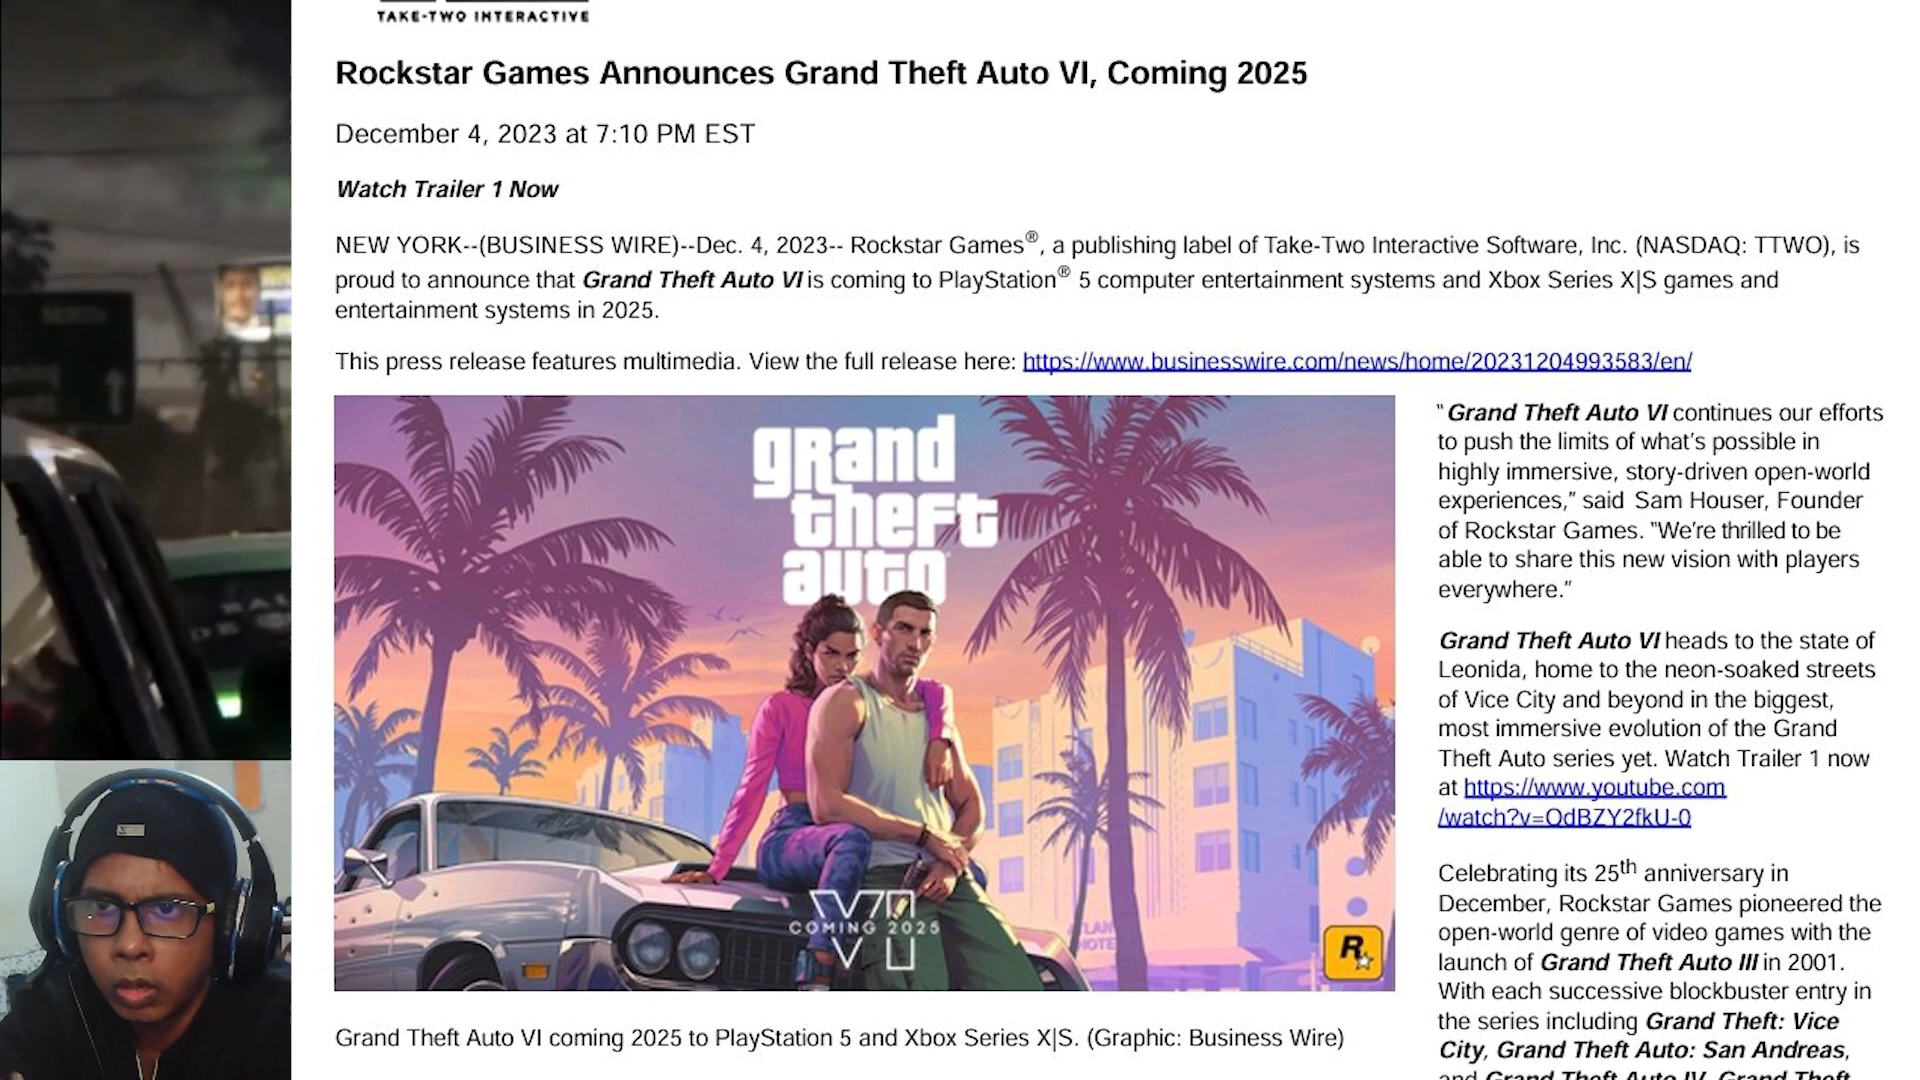 TAKE-TWO INTERACTIVE
Rockstar Games Announces Grand Theft Auto VI, Coming 2025
December 4, 2023 at 7:10 PM EST
Watch Trailer 1 Now
NEW YORK--(BUSINESS WIRE)--Dec. 4, 2023-- Rockstar Games®, a publishing label of Take-Two Interactive Software, Inc. (NASDAQ: TTWO), is
proud to announce that Grand Theft Auto VI is coming to PlayStation® 5 computer entertainment systems and Xbox Series X|S games and
entertainment systems in 2025.
This press release features multimedia. View the full release here: https://www.businesswire.com/news/home/20231204993583/en/
grand
theft
auto
VI
COMING 2025
R
Grand Theft Auto VI coming 2025 to PlayStation 5 and Xbox Series X|S. (Graphic: Business Wire)
“Grand Theft Auto VI continues our efforts
to push the limits of what’s possible in
highly immersive, story-driven open-world
experiences,” said Sam Houser, Founder
of Rockstar Games. “We’re thrilled to be
able to share this new vision with players
everywhere.”
Grand Theft Auto VI heads to the state of
Leonida, home to the neon-soaked streets
of Vice City and beyond in the biggest,
most immersive evolution of the Grand
Theft Auto series yet. Watch Trailer 1 now
at https://www.youtube.com
/watch?v=QdBZY2fkU-0
Celebrating its 25th anniversary in
December, Rockstar Games pioneered the
open-world genre of video games with the
launch of Grand Theft Auto III in 2001.
With each successive blockbuster entry in
the series including Grand Theft: Vice
City, Grand Theft Auto: San Andreas,
and Grand Theft Auto IV, Grand Theft